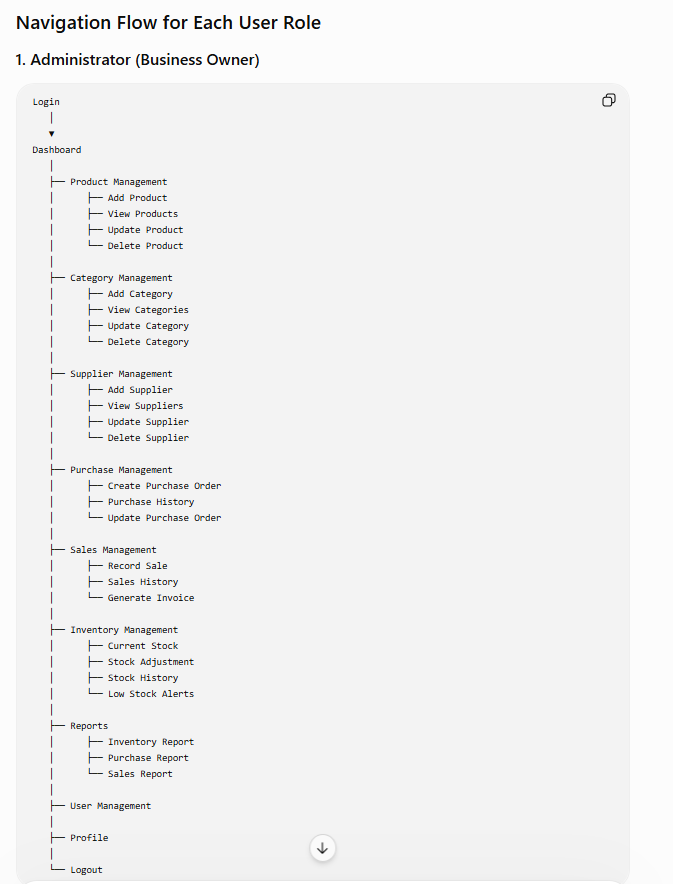 Navigation Flow for Each User Role
1. Administrator (Business Owner)
Login
│
▼
Dashboard
│
├── Product Management
│ ├── Add Product
│ ├── View Products
│ ├── Update Product
│ └── Delete Product
│
├── Category Management
│ ├── Add Category
│ ├── View Categories
│ ├── Update Category
│ └── Delete Category
│
├── Supplier Management
│ ├── Add Supplier
│ ├── View Suppliers
│ ├── Update Supplier
│ └── Delete Supplier
│
├── Purchase Management
│ ├── Create Purchase Order
│ ├── Purchase History
│ └── Update Purchase Order
│
├── Sales Management
│ ├── Record Sale
│ ├── Sales History
│ └── Generate Invoice
│
├── Inventory Management
│ ├── Current Stock
│ ├── Stock Adjustment
│ ├── Stock History
│ └── Low Stock Alerts
│
├── Reports
│ ├── Inventory Report
│ ├── Purchase Report
│ └── Sales Report
│
├── User Management
│
├── Profile
│
└── Logout